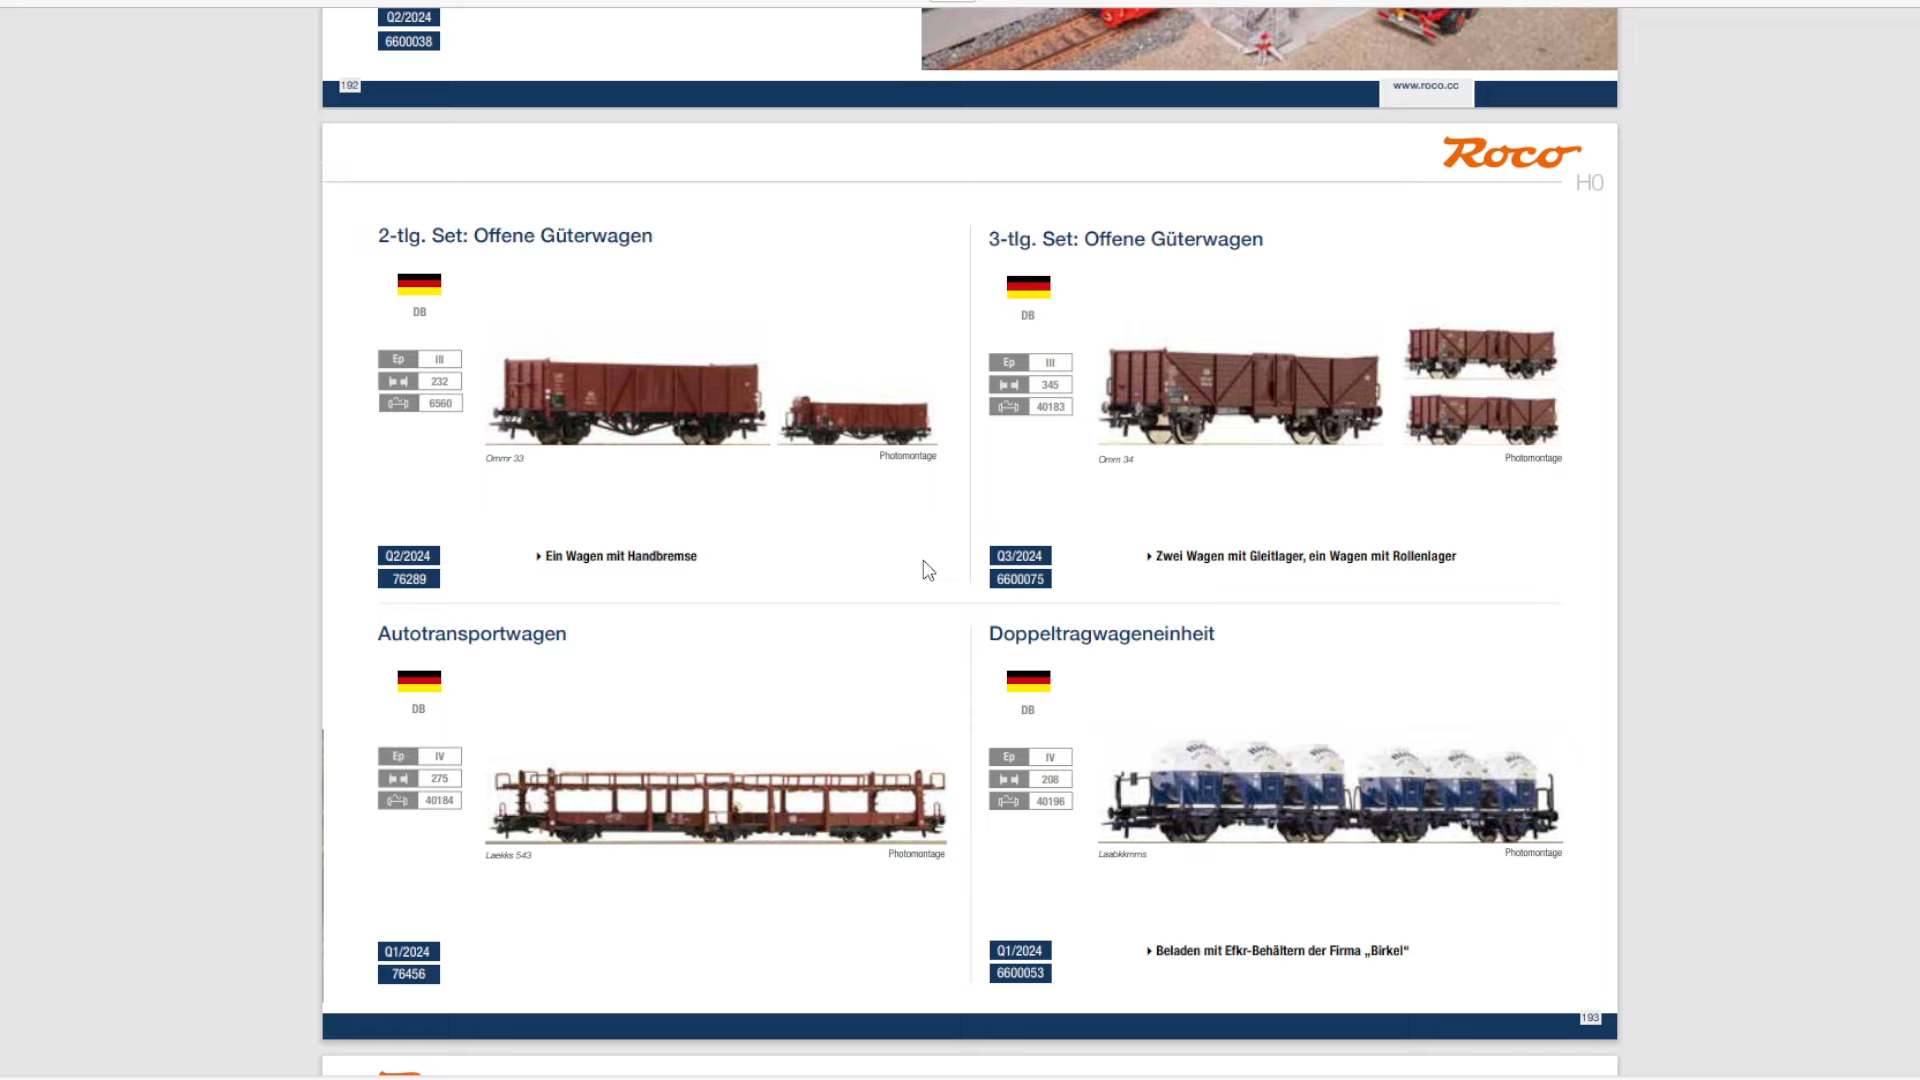 Q2/2024
6600038
192
www.roco.cc
Roco
H0
2-tlg. Set: Offene Güterwagen
DB
Ep III
232
6560
Ommr 33
Photomontage
Q2/2024
76289
Ein Wagen mit Handbremse
3-tlg. Set: Offene Güterwagen
DB
Ep III
345
40183
Omm 34
Photomontage
Q3/2024
6600075
Zwei Wagen mit Gleitlager, ein Wagen mit Rollenlager
Autotransportwagen
DB
Ep IV
275
40184
Laekks 543
Photomontage
Q1/2024
76456
Doppeltragwageneinheit
DB
Ep IV
208
40196
Laabkkmms
Photomontage
Q1/2024
6600053
Beladen mit Efkr-Behältern der Firma „Birkel“
193